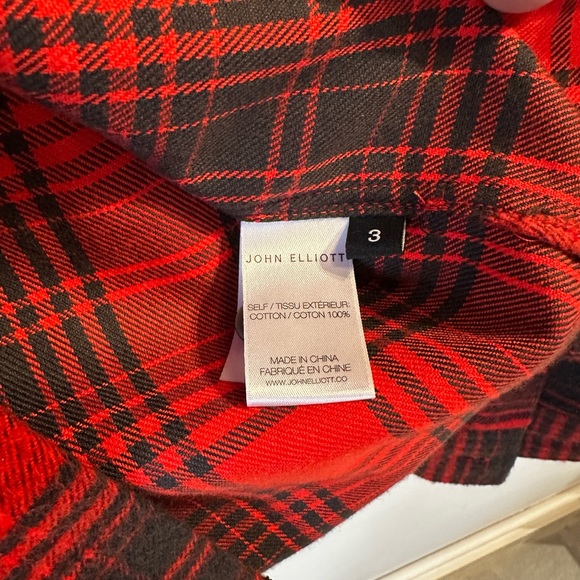 3
JOHN ELLIOTT
SELF / TISSU EXTÉRIEUR:
COTTON / COTON 100%
MADE IN CHINA
FABRIQUÉ EN CHINE
WWW.JOHNELLIOTT.CO